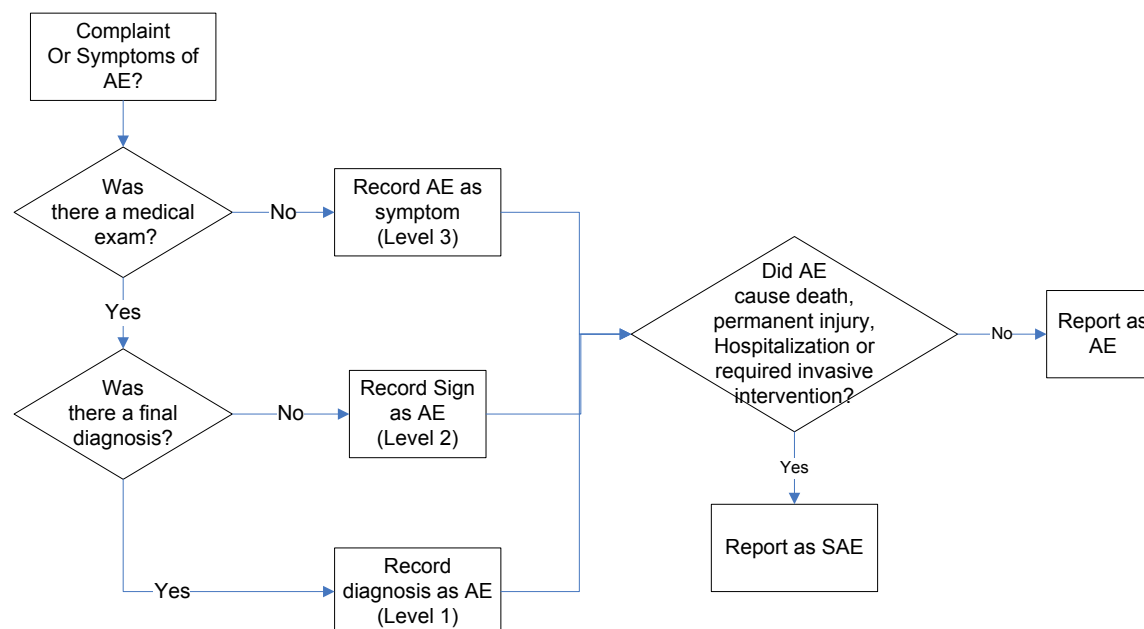 Complaint
Or Symptoms of
AE?
Was
there a medical
exam?
No
Record AE as
symptom
(Level 3)
Yes
Was
there a final
diagnosis?
No
Record Sign
as AE
(Level 2)
Yes
Record
diagnosis as AE
(Level 1)
Did AE
cause death,
permanent injury,
Hospitalization or
required invasive
intervention?
No
Report as
AE
Yes
Report as SAE